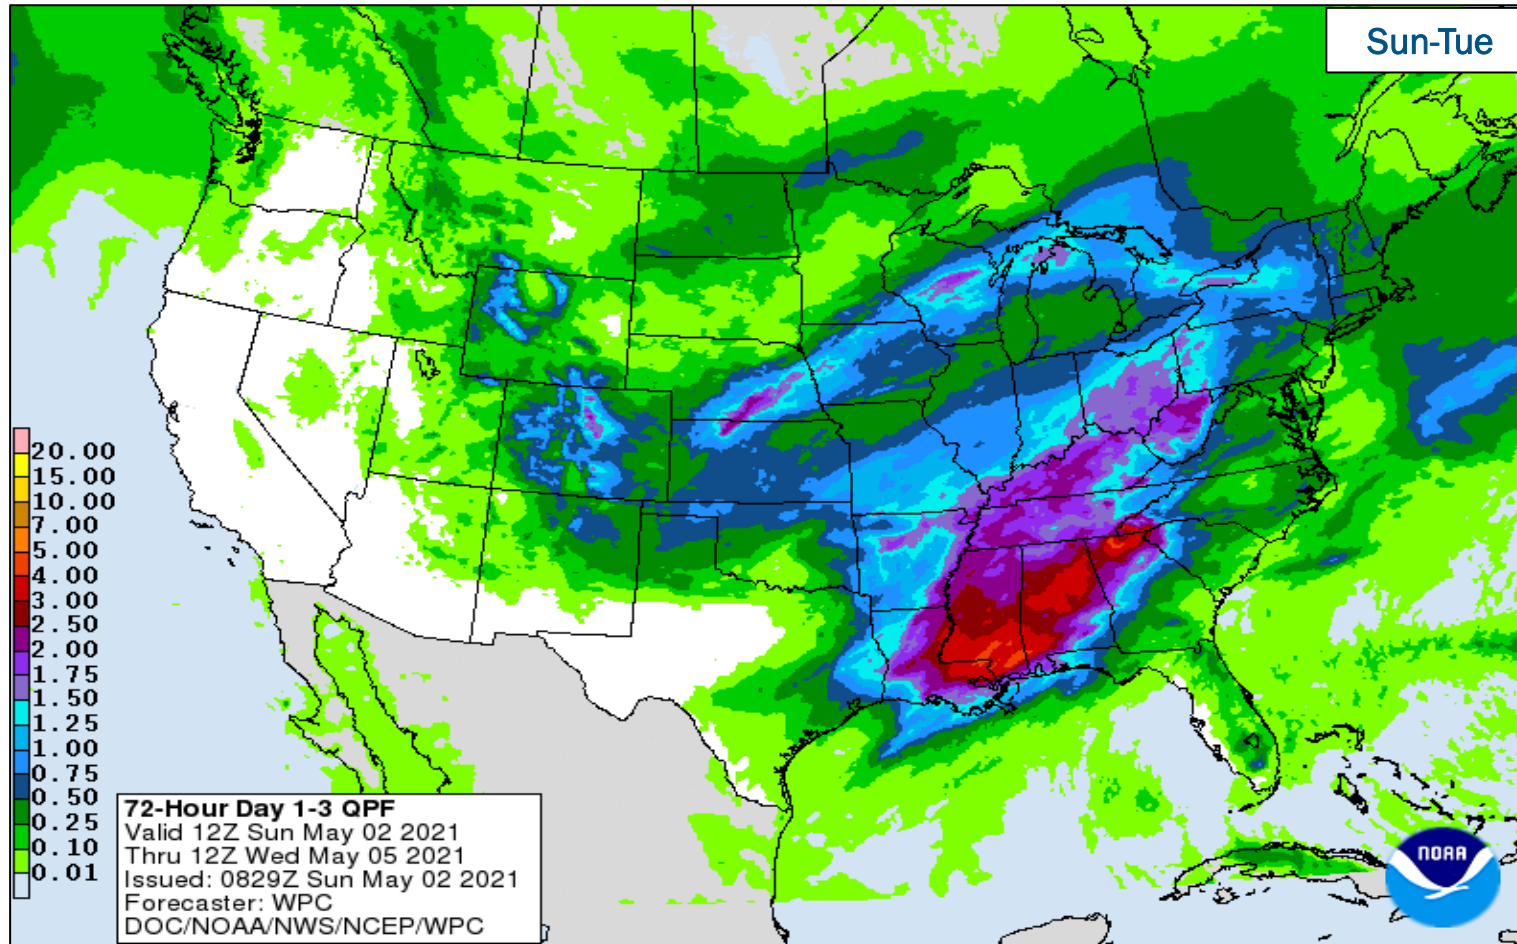 Sun-Tue
20.00
15.00
10.00
7.00
5.00
4.00
3.00
2.50
2.00
1.75
1.50
1.25
1.00
0.75
0.50
0.25
0.10
0.01
72-Hour Day 1-3 QPF
Valid 12Z Sun May 02 2021
Thru 12Z Wed May 05 2021
Issued: 0829Z Sun May 02 2021
Forecaster: WPC
DOC/NOAA/NWS/NCEP/WPC
NOAA